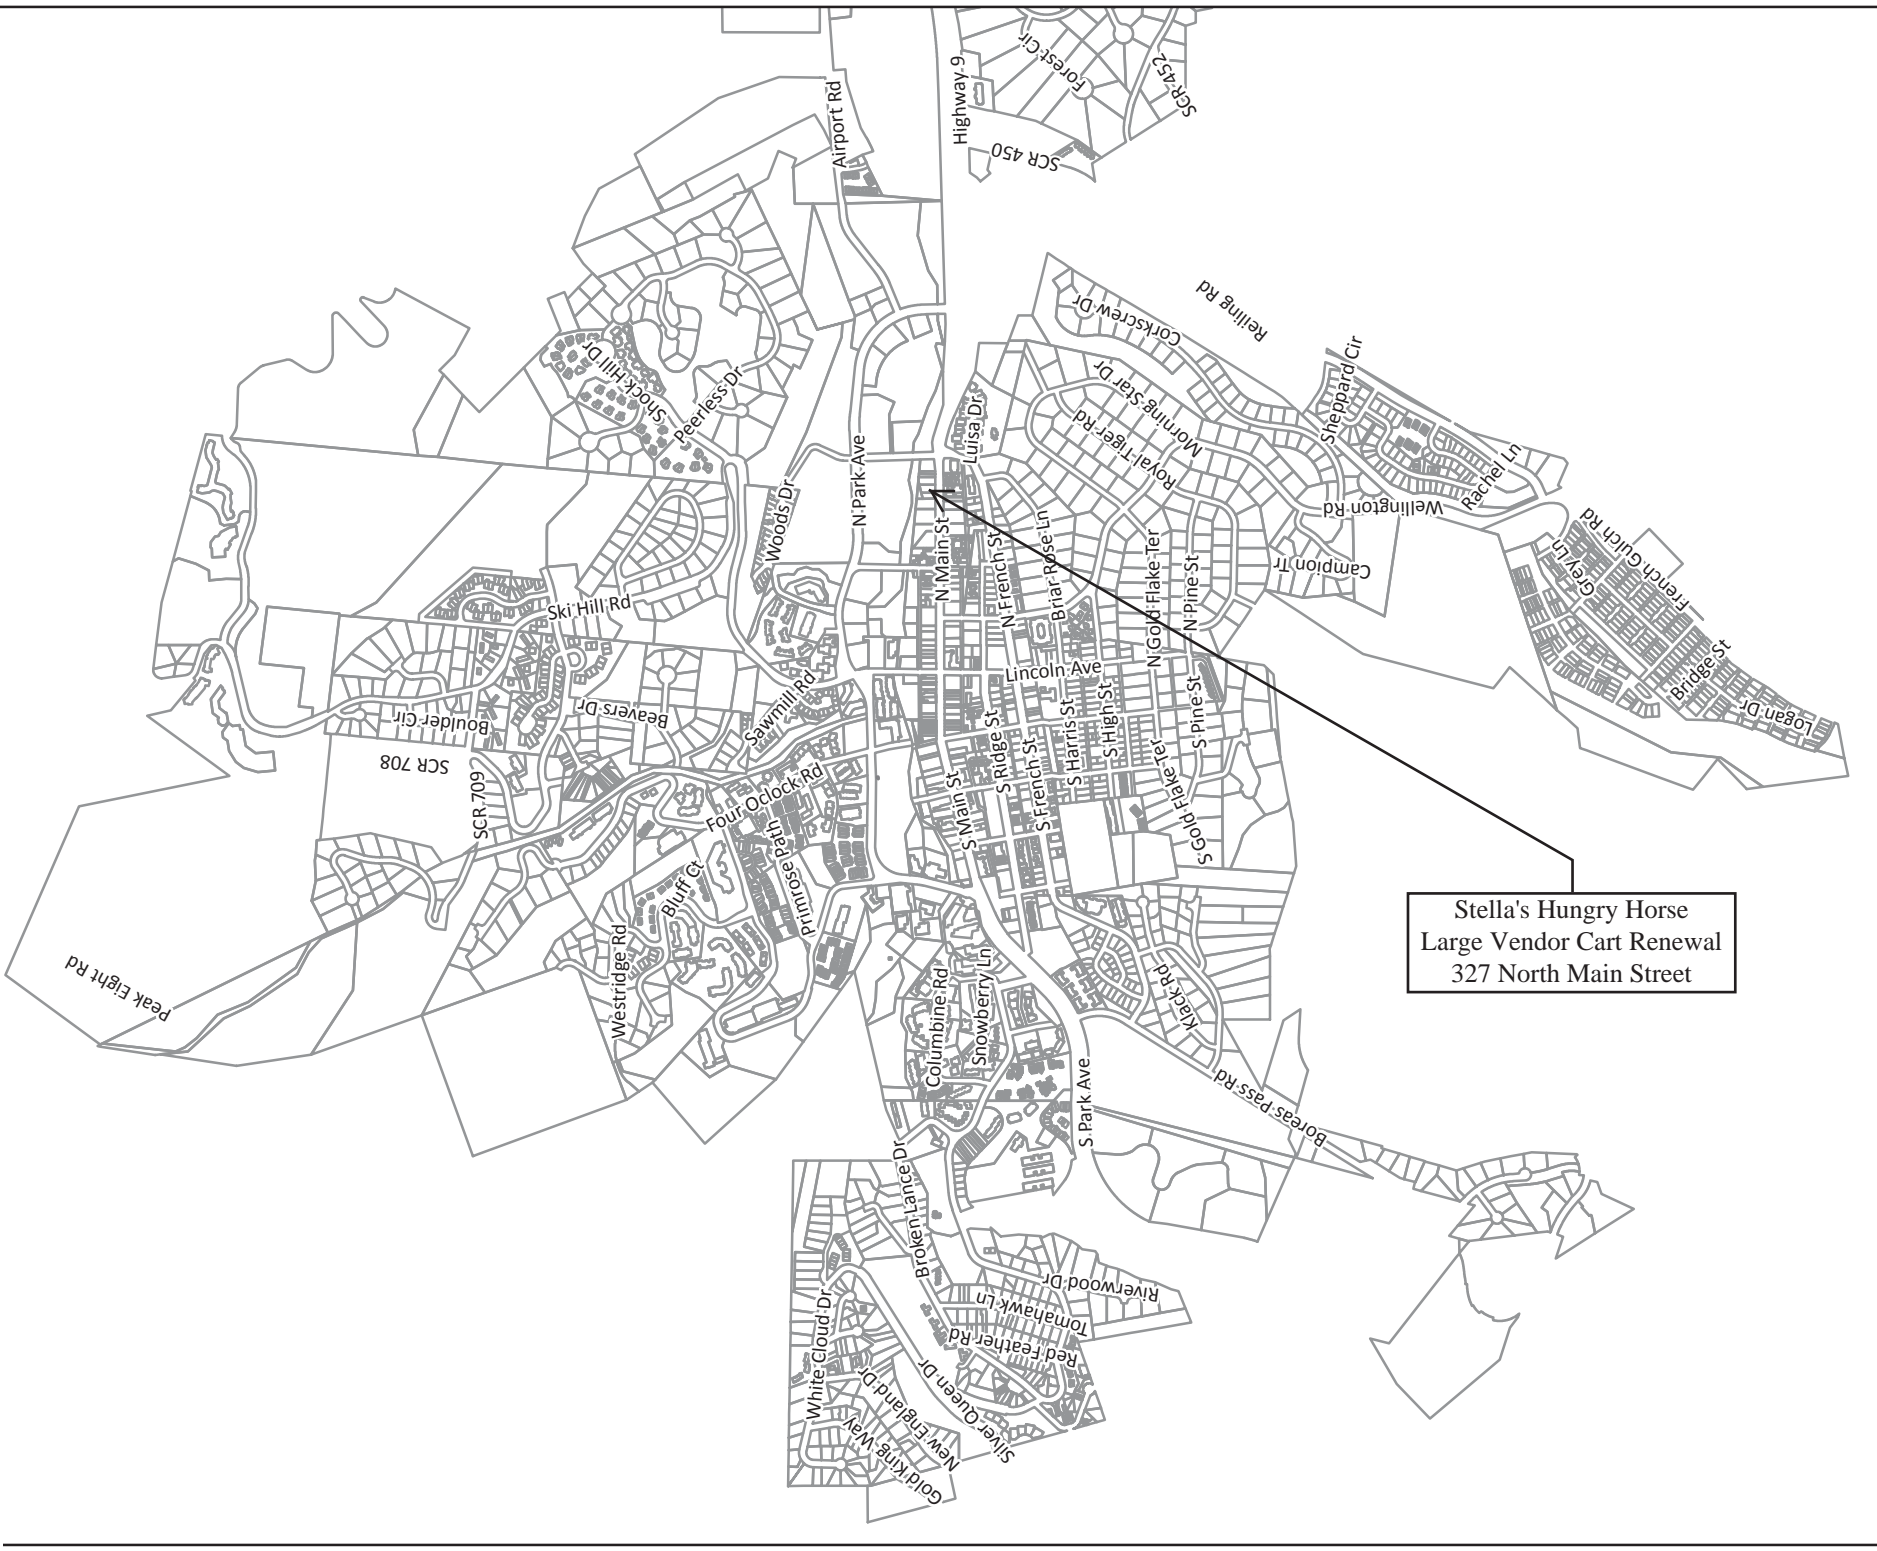 Forest Cir
SCR 452
Highway 9
SCR 450
Airport Rd
Reiling Rd
Corkscrew Dr
Sheppard Cir
Shock Hill Dr
Peerless Dr
Luisa Dr
Morning Star Dr
Royal Tiger Rd
N Park Ave
Rachel Ln
Wellington Rd
Woods Dr
N Main St
N French St
Briar Rose Ln
N Gold Flake Ter
N Pine St
Campion Tr
Grey Ln
French Gulch Rd
Ski Hill Rd
Lincoln Ave
Bridge St
Logan Dr
Boulder Cir
Beavers Dr
Sawmill Rd
S Ridge St
S French St
S Harris St
S High St
S Pine St
SCR 708
SCR 709
Four Oclock Rd
S Main St
S Gold Flake Ter
Primrose Path
Bluff Ct
Westridge Rd
Peak Eight Rd
Columbine Rd
Snowberry Ln
Klack Rd
Stella's Hungry Horse
Large Vendor Cart Renewal
327 North Main Street
S Park Ave
Boreas Pass Rd
Broken Lance Dr
Riverwood Dr
Tomahawk Ln
Red Feather Rd
White Cloud Dr
New England Dr
Silver Queen Dr
Gold King Way